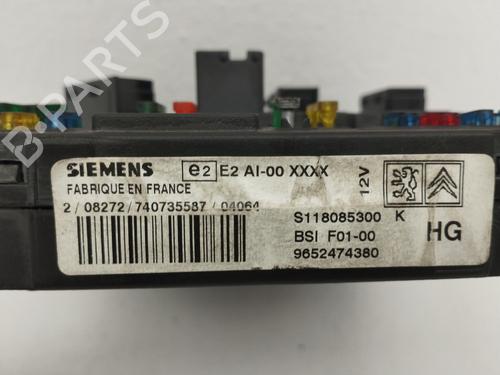 B-PARTS
SIEMENS e2 E2 AI-00 XXXX
FABRIQUE EN FRANCE
2/08272/740735587/04064
12V
S118085300 K
BSI F01-00
HG
9652474380